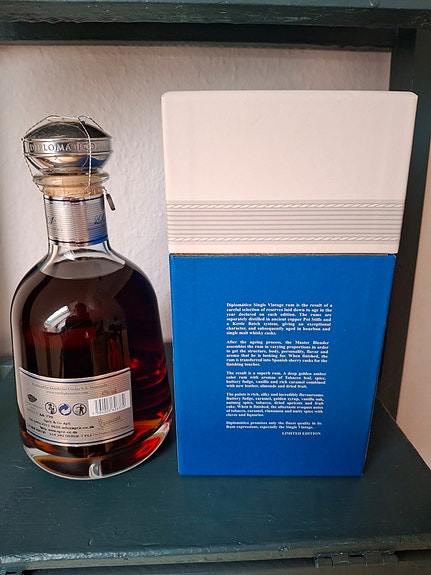 DIPLOMÁTICO
Diplomático Single Vintage rum is the result of a
careful selection of reserves laid down to age in the
year declared on each edition. The rums are
separately distilled in ancient copper Pot Stills and
a Kettle Batch system, giving an exceptional
character, and subsequently aged in bourbon and
single malt whisky casks.
After the ageing process, the Master Blender
assembles the rum in varying proportions in order
to get the structure, body, personality, flavor and
aroma that he is looking for. When finished, the
rum is transferred into Spanish sherry casks for the
finishing touches.
The result is a superb rum. A deep golden amber
color rum with aromas of Tobacco leaf, spice,
buttery fudge, vanilla and rich caramel combined
with new leather, almonds and dried fruit.
The palate is rich, silky and incredibly flavoursome.
Buttery fudge, caramel, golden syrup, vanilla oak,
nutmeg spice, tobacco, dried apricots and fruit
cake. When it finished, the aftertaste evokes notes
of tobacco, caramel, cinnamon and nutty spice with
cloves and liquorice.
Diplomático promises only the finest quality in its
Rum expressions, especially the Single Vintage.
LIMITED EDITION